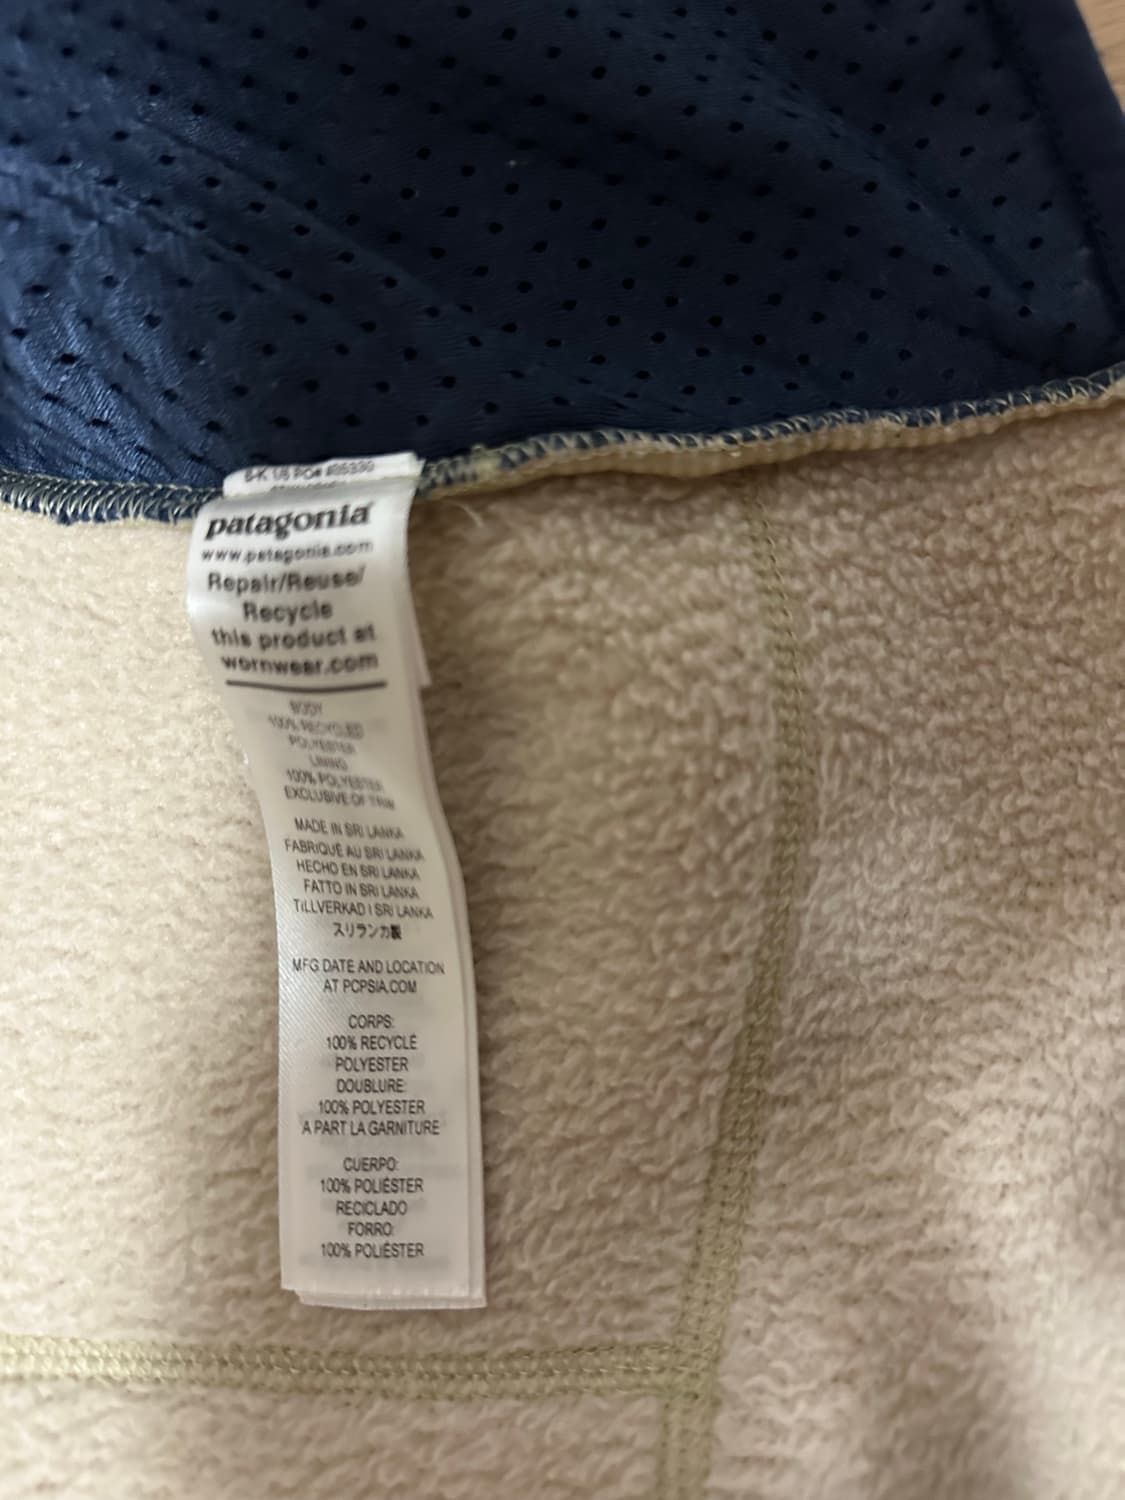 patagonia
www.patagonia.com
Repair/Reuse/
Recycle
this product at
wornwear.com
BODY
100% RECYCLED
POLYESTER
LINING
100% POLYESTER
EXCLUSIVE OF TRIM
MADE IN SRI LANKA
FABRIQUÉ AU SRI LANKA
HECHO EN SRI LANKA
FATTO IN SRI LANKA
TILLVERKAD I SRI LANKA
スリランカ製
MFG DATE AND LOCATION
AT PCPSIA.COM
CORPS:
100% RECYCLÉ
POLYESTER
DOUBLURE:
100% POLYESTER
A PART LA GARNITURE
CUERPO:
100% POLIÉSTER
RECICLADO
FORRO:
100% POLIÉSTER